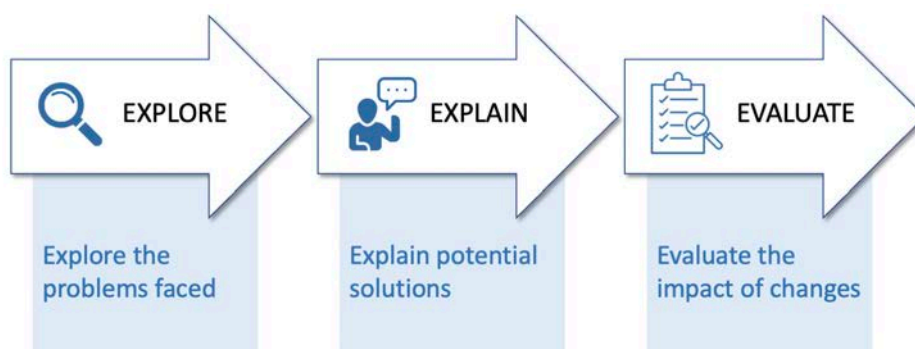 EXPLORE
Explore the
problems faced
EXPLAIN
Explain potential
solutions
EVALUATE
Evaluate the
impact of changes